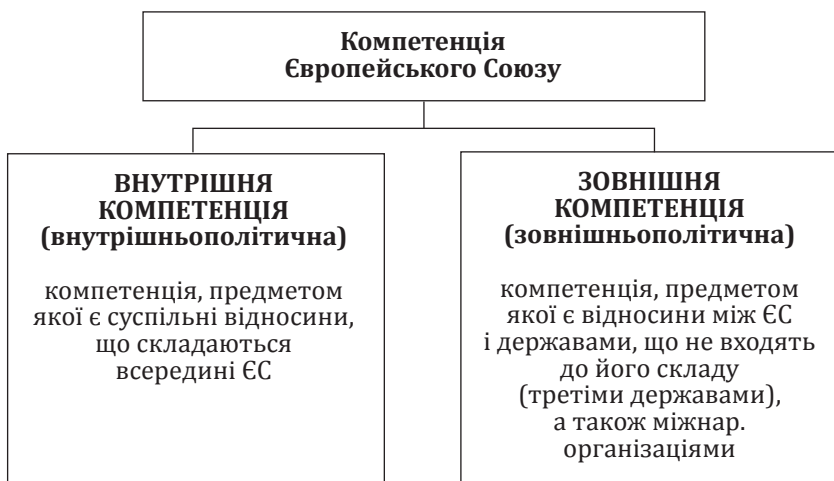 Компетенція
Європейського Союзу
ВНУТРІШНЯ
КОМПЕТЕНЦІЯ
(внутрішньополітична)
компетенція, предметом
якої є суспільні відносини,
що складаються
всередині ЄС
ЗОВНІШНЯ
КОМПЕТЕНЦІЯ
(зовнішньополітична)
компетенція, предметом
якої є відносини між ЄС
і державами, що не входять
до його складу
(третіми державами),
а також міжнар.
організаціями